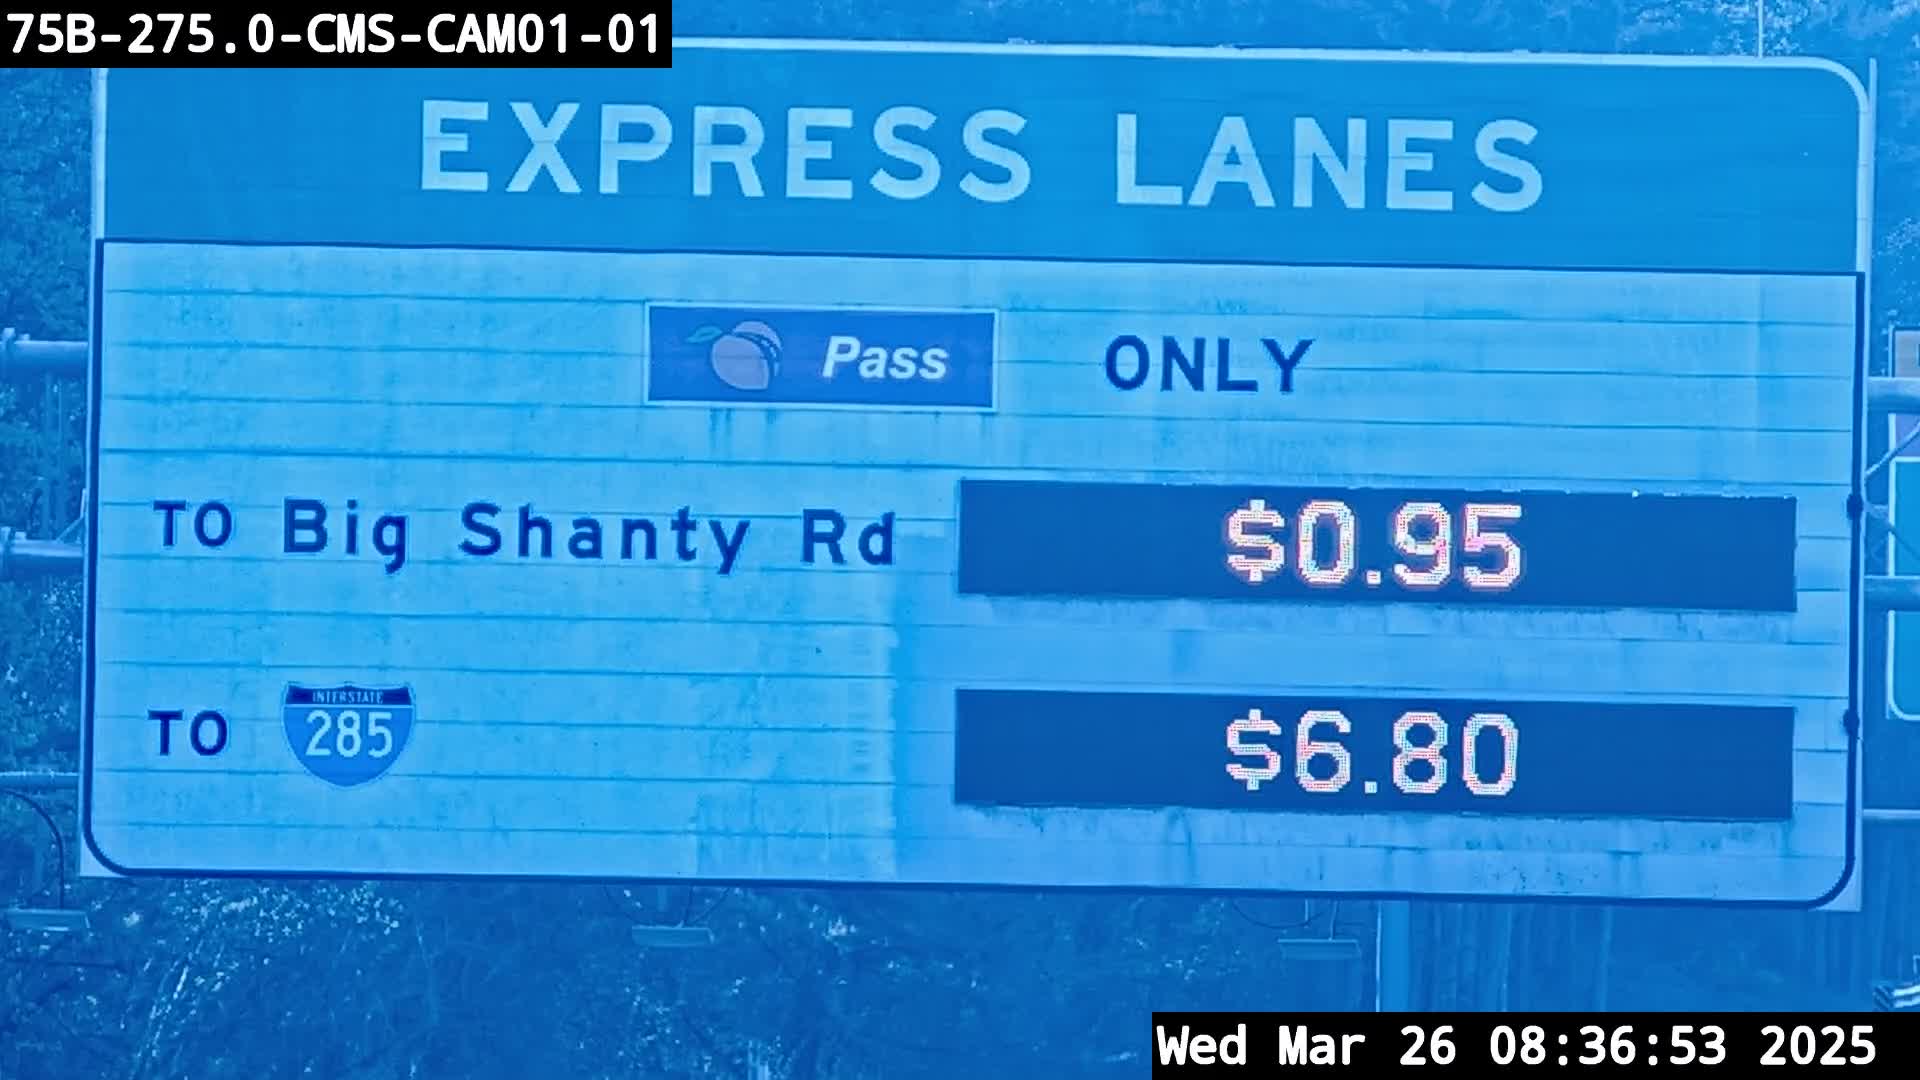 75B-275.0-CMS-CAM01-01
EXPRESS LANES
Pass ONLY
TO Big Shanty Rd $0.95
TO INTERSTATE 285 $6.80
Wed Mar 26 08:36:53 2025